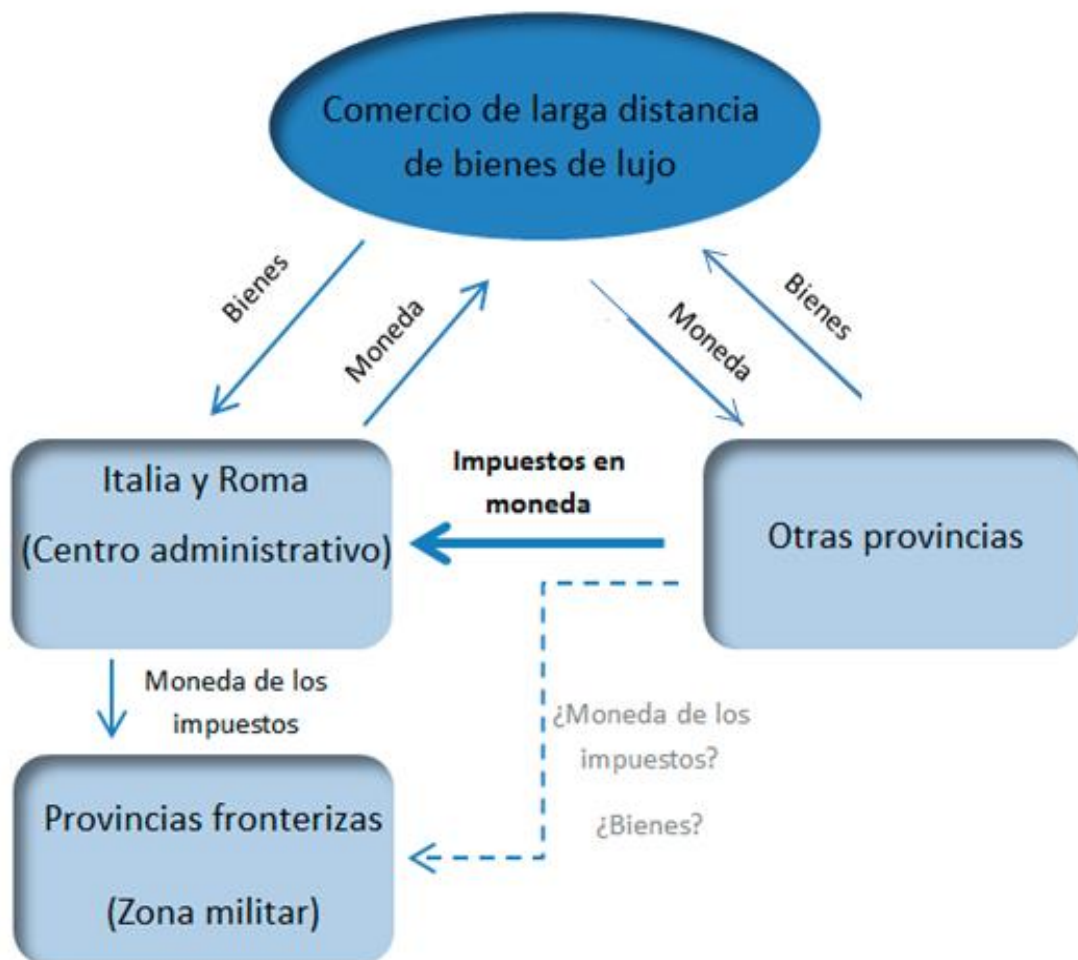 Comercio de larga distancia
de bienes de lujo
Bienes
Moneda
Moneda
Bienes
Italia y Roma
(Centro administrativo)
Impuestos en
moneda
Otras provincias
Moneda de los
impuestos
¿Moneda de los
impuestos?
¿Bienes?
Provincias fronterizas
(Zona militar)